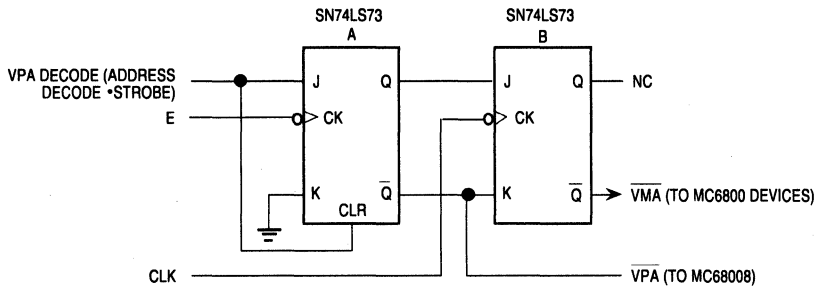 SN74LS73
A
SN74LS73
B
VPA DECODE (ADDRESS
DECODE •STROBE)
J
Q
J
Q
NC
E
CK
CK
K
Q̅
K
Q̅
V̅M̅A̅ (TO MC6800 DEVICES)
CLR
CLK
V̅P̅A̅ (TO MC68008)